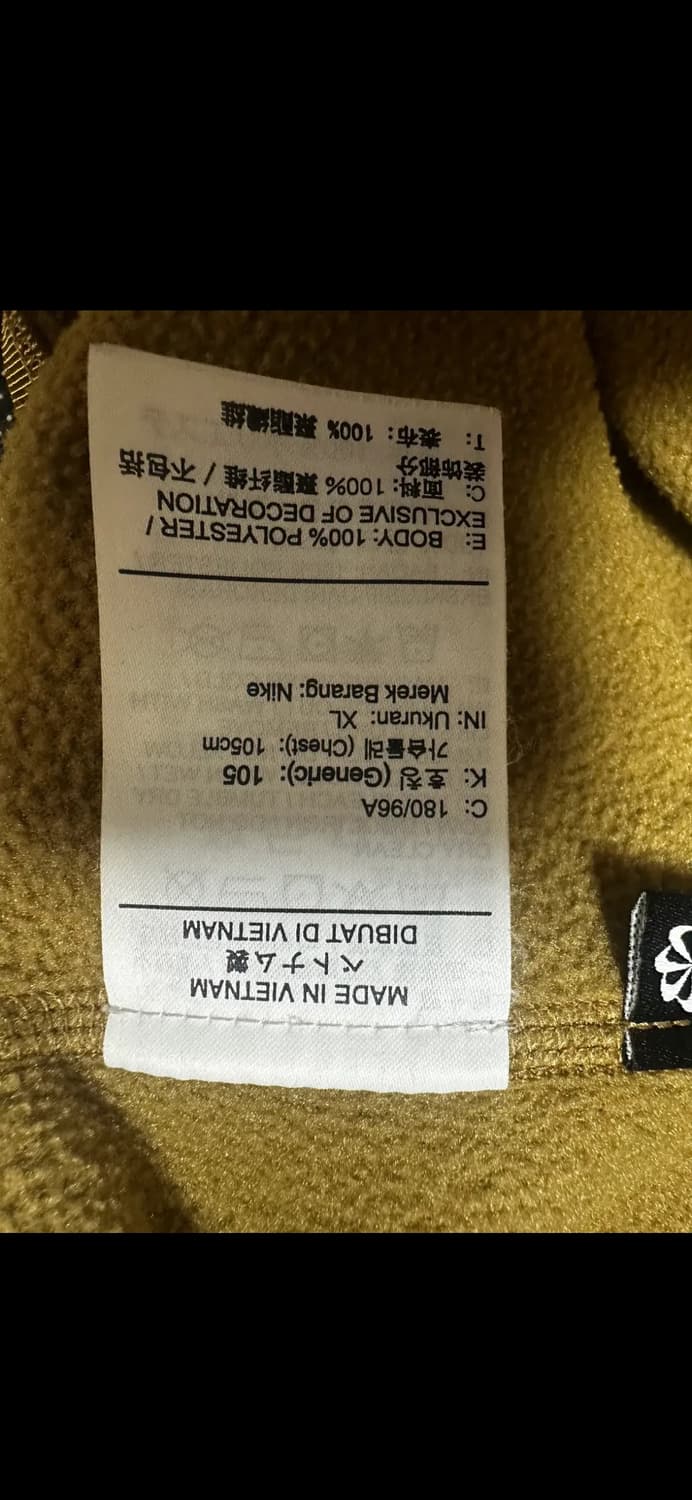 MADE IN VIETNAM
ベトナム製
DIBUAT DI VIETNAM
C: 180/96A
K: 호칭 (Generic): 105
가슴둘레 (Chest): 105cm
IN: Ukuran: XL
Merek Barang: Nike
E: BODY: 100% POLYESTER /
EXCLUSIVE OF DECORATION
C: 面料: 100% 聚酯纤维 / 不包括
装饰部分
T: 表布: 100% 聚酯纖維